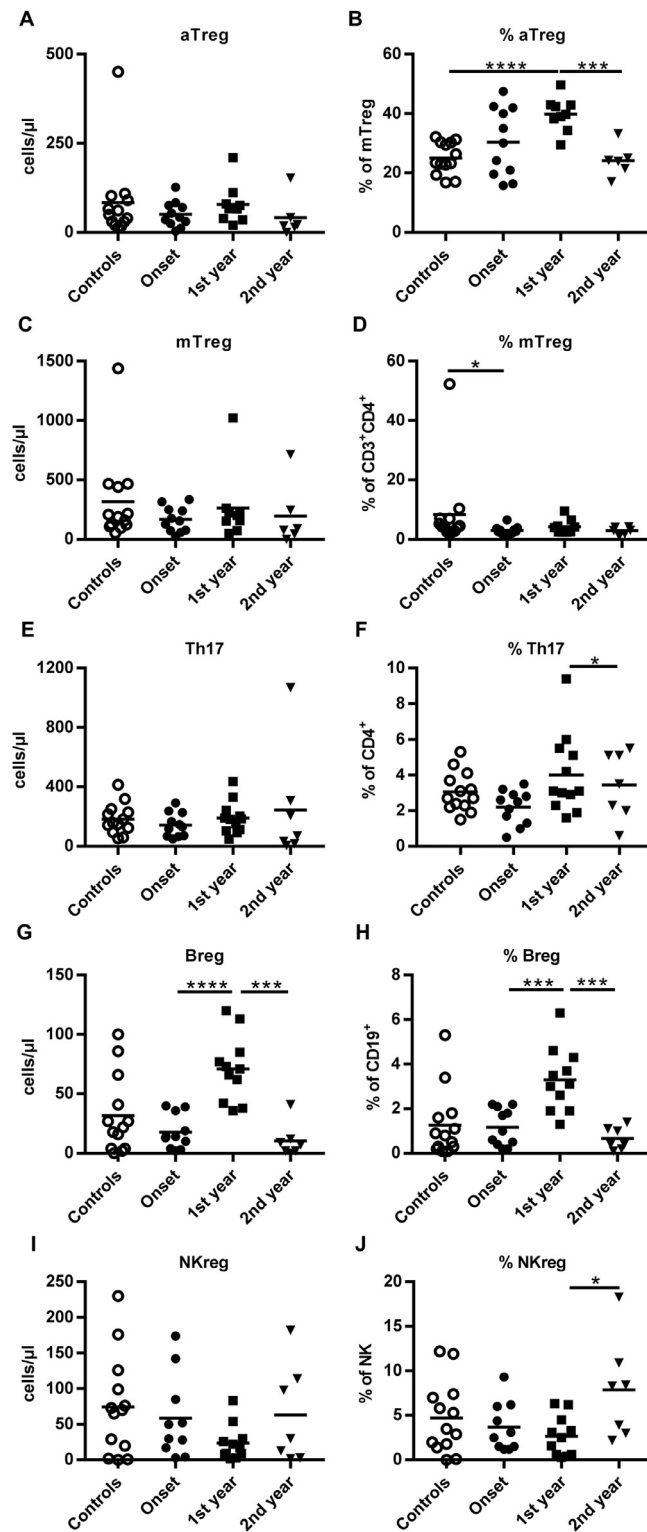 A
aTreg
cells/µl
500
250
0
Controls
Onset
1st year
2nd year
B
% aTreg
% of mTreg
60
40
20
0
****
***
Controls
Onset
1st year
2nd year
C
mTreg
cells/µl
1500
1000
500
0
Controls
Onset
1st year
2nd year
D
% mTreg
% of CD3⁺CD4⁺
60
40
20
0
*
Controls
Onset
1st year
2nd year
E
Th17
cells/µl
1200
800
400
0
Controls
Onset
1st year
2nd year
F
% Th17
% of CD4⁺
10
8
6
4
2
0
*
Controls
Onset
1st year
2nd year
G
Breg
cells/µl
150
100
50
0
****
***
Controls
Onset
1st year
2nd year
H
% Breg
% of CD19⁺
8
6
4
2
0
***
***
Controls
Onset
1st year
2nd year
I
NKreg
cells/µl
250
200
150
100
50
0
Controls
Onset
1st year
2nd year
J
% NKreg
% of NK
20
15
10
5
0
*
Controls
Onset
1st year
2nd year